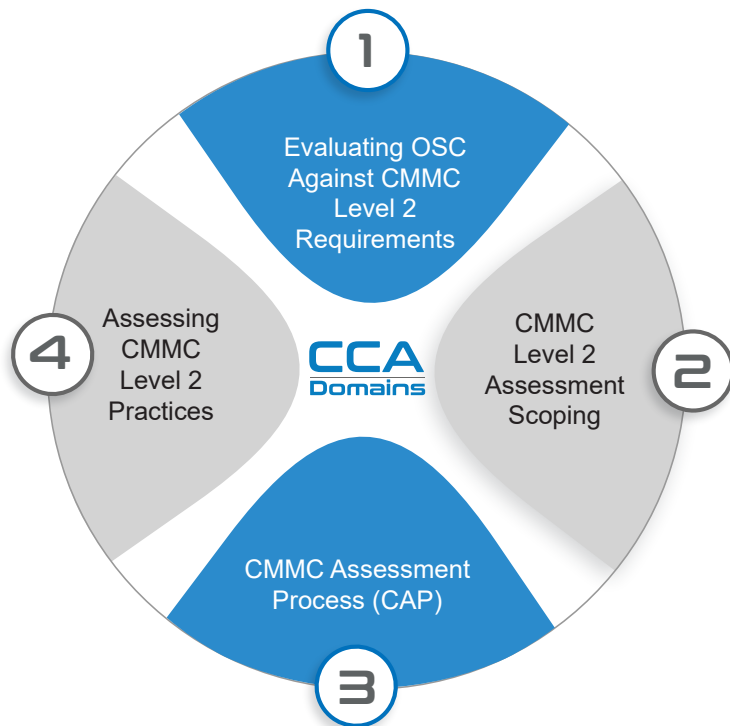 1
Evaluating OSC
Against CMMC
Level 2
Requirements
2
CMMC
Level 2
Assessment
Scoping
3
CMMC Assessment
Process (CAP)
4
Assessing
CMMC
Level 2
Practices
CCA
Domains